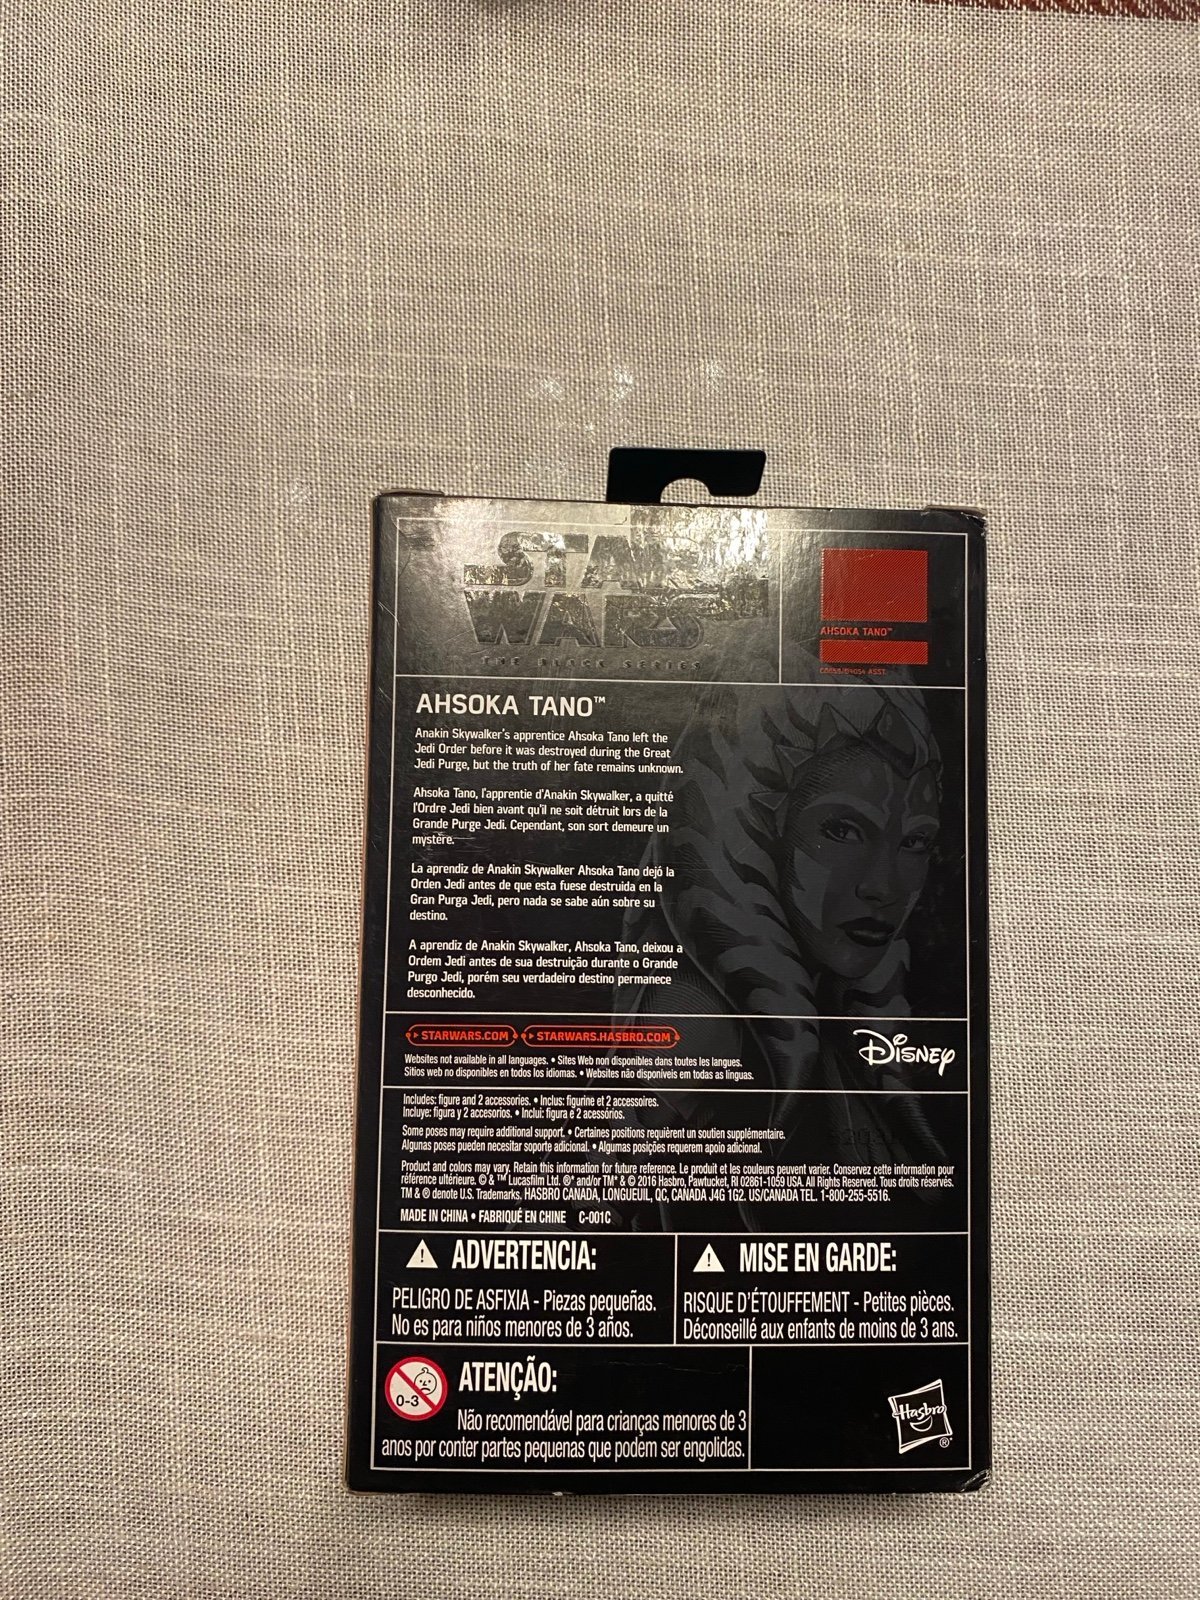 STAR
WARS
THE BLACK SERIES
AHSOKA TANO™
ASST.
AHSOKA TANO™
Anakin Skywalker's apprentice Ahsoka Tano left the
Jedi Order before it was destroyed during the Great
Jedi Purge, but the truth of her fate remains unknown.
Ahsoka Tano, l'apprentie d'Anakin Skywalker, a quitté
l'Ordre Jedi bien avant qu'il ne soit détruit lors de la
Grande Purge Jedi. Cependant, son sort demeure un
mystère.
La aprendiz de Anakin Skywalker Ahsoka Tano dejó la
Orden Jedi antes de que esta fuese destruida en la
Gran Purga Jedi, pero nada se sabe aún sobre su
destino.
A aprendiz de Anakin Skywalker, Ahsoka Tano, deixou a
Ordem Jedi antes de sua destruição durante o Grande
Purgo Jedi, porém seu verdadeiro destino permanece
desconhecido.
STARWARS.COM STARWARS.HASBRO.COM
Disney
Websites not available in all languages. • Sites Web non disponibles dans toutes les langues.
Sitios web no disponibles en todos los idiomas. • Websites não disponíveis em todas as línguas.
Includes: figure and 2 accessories. • Inclus: figurine et 2 accessoires.
Incluye: figura y 2 accesorios. • Inclui: figura e 2 acessórios.
Some poses may require additional support. • Certaines positions requièrent un soutien supplémentaire.
Algunas poses pueden necesitar soporte adicional. • Algumas posições requerem apoio adicional.
Product and colors may vary. Retain this information for future reference. Le produit et les couleurs peuvent varier. Conservez cette information pour
référence ultérieure. © & ™ Lucasfilm Ltd. ®* and/or TM* & © 2016 Hasbro, Pawtucket, RI 02861-1059 USA. All Rights Reserved. Tous droits réservés.
TM & ® denote U.S. Trademarks. HASBRO CANADA, LONGUEUIL, QC, CANADA J4G 1G2. US/CANADA TEL. 1-800-255-5516.
MADE IN CHINA • FABRIQUÉ EN CHINE C-001C
ADVERTENCIA:
PELIGRO DE ASFIXIA - Piezas pequeñas.
No es para niños menores de 3 años.
MISE EN GARDE:
RISQUE D'ÉTOUFFEMENT - Petites pièces.
Déconseillé aux enfants de moins de 3 ans.
0-3
ATENÇÃO:
Não recomendável para crianças menores de 3
anos por conter partes pequenas que podem ser engolidas.
Hasbro
®*